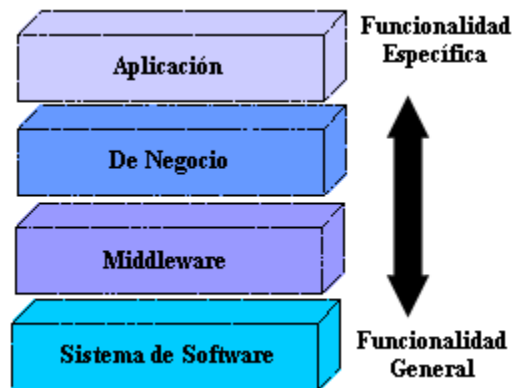 Funcionalidad
Específica
Aplicación
De Negocio
Middleware
Sistema de Software
Funcionalidad
General